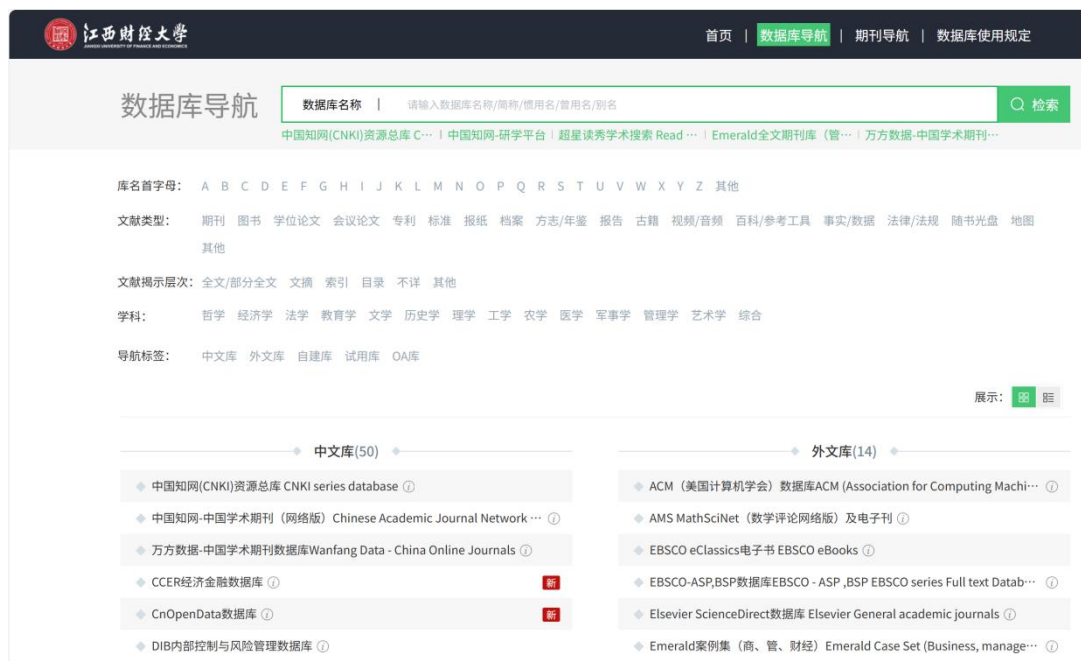 江西财经大学
JIANGXI UNIVERSITY OF FINANCE AND ECONOMICS
首页 | 数据库导航 | 期刊导航 | 数据库使用规定
数据库导航
数据库名称 | 请输入数据库名称/简称/惯用名/曾用名/别名
检索
中国知网(CNKI)资源总库 C··· | 中国知网-研学平台 | 超星读秀学术搜索 Read ··· | Emerald全文期刊库（管··· | 万方数据-中国学术期刊···
库名首字母： A B C D E F G H I J K L M N O P Q R S T U V W X Y Z 其他
文献类型： 期刊 图书 学位论文 会议论文 专利 标准 报纸 档案 方志/年鉴 报告 古籍 视频/音频 百科/参考工具 事实/数据 法律/法规 随书光盘 地图
其他
文献揭示层次： 全文/部分全文 文摘 索引 目录 不详 其他
学科： 哲学 经济学 法学 教育学 文学 历史学 理学 工学 农学 医学 军事学 管理学 艺术学 综合
导航标签： 中文库 外文库 自建库 试用库 OA库
展示：
中文库(50)
中国知网(CNKI)资源总库 CNKI series database
中国知网-中国学术期刊（网络版）Chinese Academic Journal Network ···
万方数据-中国学术期刊数据库Wanfang Data - China Online Journals
CCER经济金融数据库 新
CnOpenData数据库 新
DIB内部控制与风险管理数据库
外文库(14)
ACM（美国计算机学会）数据库ACM (Association for Computing Machi···
AMS MathSciNet（数学评论网络版）及电子刊
EBSCO eClassics电子书 EBSCO eBooks
EBSCO-ASP,BSP数据库EBSCO - ASP ,BSP EBSCO series Full text Datab···
Elsevier ScienceDirect数据库 Elsevier General academic journals
Emerald案例集（商、管、财经）Emerald Case Set (Business, manage···